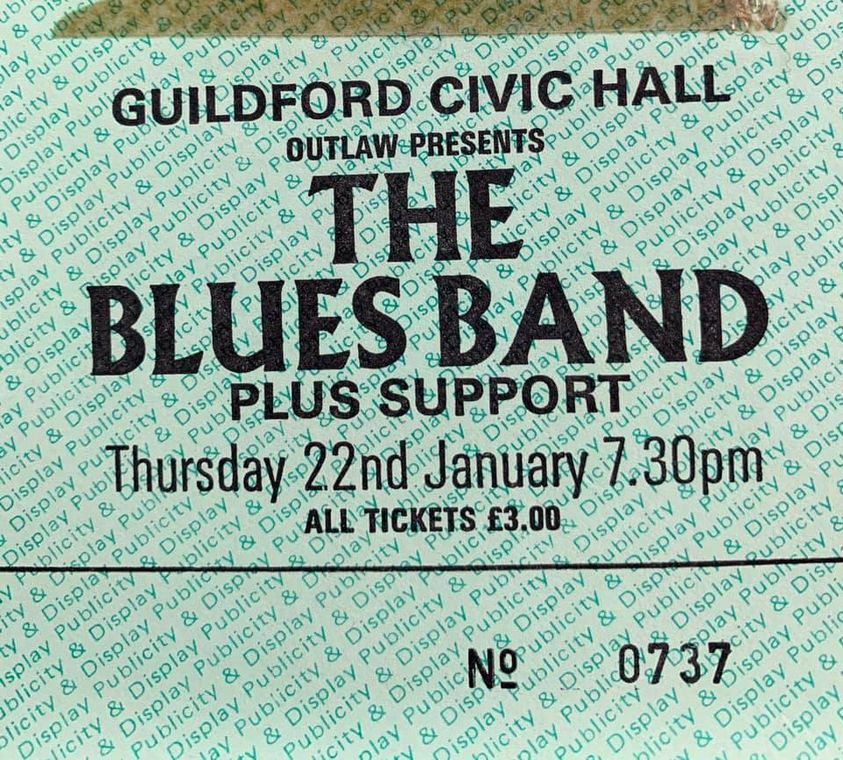 GUILDFORD CIVIC HALL
OUTLAW PRESENTS
THE
BLUES BAND
PLUS SUPPORT
Thursday 22nd January 7.30pm
ALL TICKETS £3.00
Nº 0737